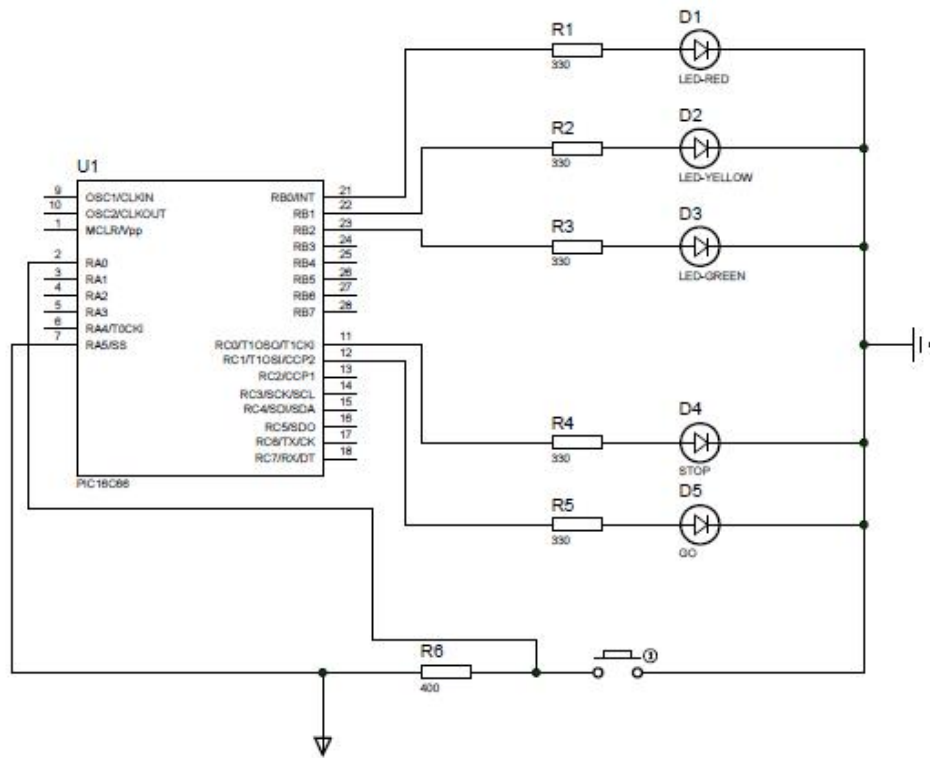 R1
330
D1
LED-RED
R2
330
D2
LED-YELLOW
U1
R3
330
D3
LED-GREEN
9 OSC1/CLKIN
10 OSC2/CLKOUT
1 MCLR/Vpp
2 RA0
3 RA1
4 RA2
5 RA3
6 RA4/T0CKI
7 RA5/SS
RB0/INT 21
RB1 22
RB2 23
RB3 24
RB4 25
RB5 26
RB6 27
RB7 28
RC0/T1OSO/T1CKI 11
RC1/T1OSI/CCP2 12
RC2/CCP1 13
RC3/SCK/SCL 14
RC4/SDI/SDA 15
RC5/SDO 16
RC6/TX/CK 17
RC7/RX/DT 18
PIC16C66
R4
330
D4
STOP
R5
330
D5
GO
R6
400
1